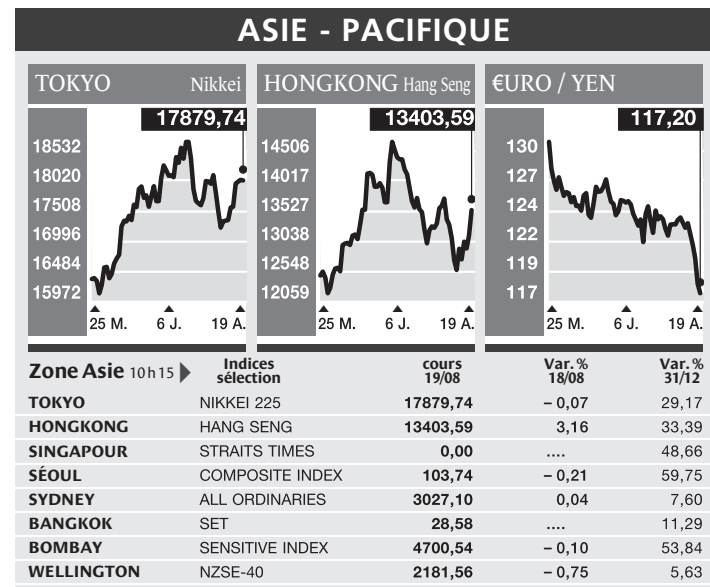 ASIE - PACIFIQUE
TOKYO Nikkei
17879,74
18532
18020
17508
16996
16484
15972
25 M. 6 J. 19 A.
HONGKONG Hang Seng
13403,59
14506
14017
13527
13038
12548
12059
25 M. 6 J. 19 A.
€URO / YEN
117,20
130
127
124
122
119
117
25 M. 6 J. 19 A.
Zone Asie 10h15 Indices sélection cours 19/08 Var. % 18/08 Var. % 31/12
TOKYO NIKKEI 225 17879,74 – 0,07 29,17
HONGKONG HANG SENG 13403,59 3,16 33,39
SINGAPOUR STRAITS TIMES 0,00 .... 48,66
SÉOUL COMPOSITE INDEX 103,74 – 0,21 59,75
SYDNEY ALL ORDINARIES 3027,10 0,04 7,60
BANGKOK SET 28,58 .... 11,29
BOMBAY SENSITIVE INDEX 4700,54 – 0,10 53,84
WELLINGTON NZSE-40 2181,56 – 0,75 5,63